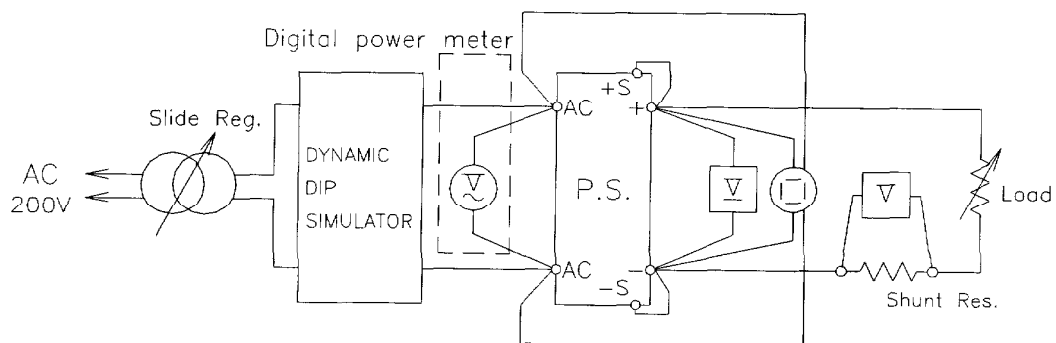 Digital power meter
Slide Reg.
AC
200V
DYNAMIC
DIP
SIMULATOR
V
~
AC
AC
+S
+
P.S.
-
-S
V
V
Load
Shunt Res.